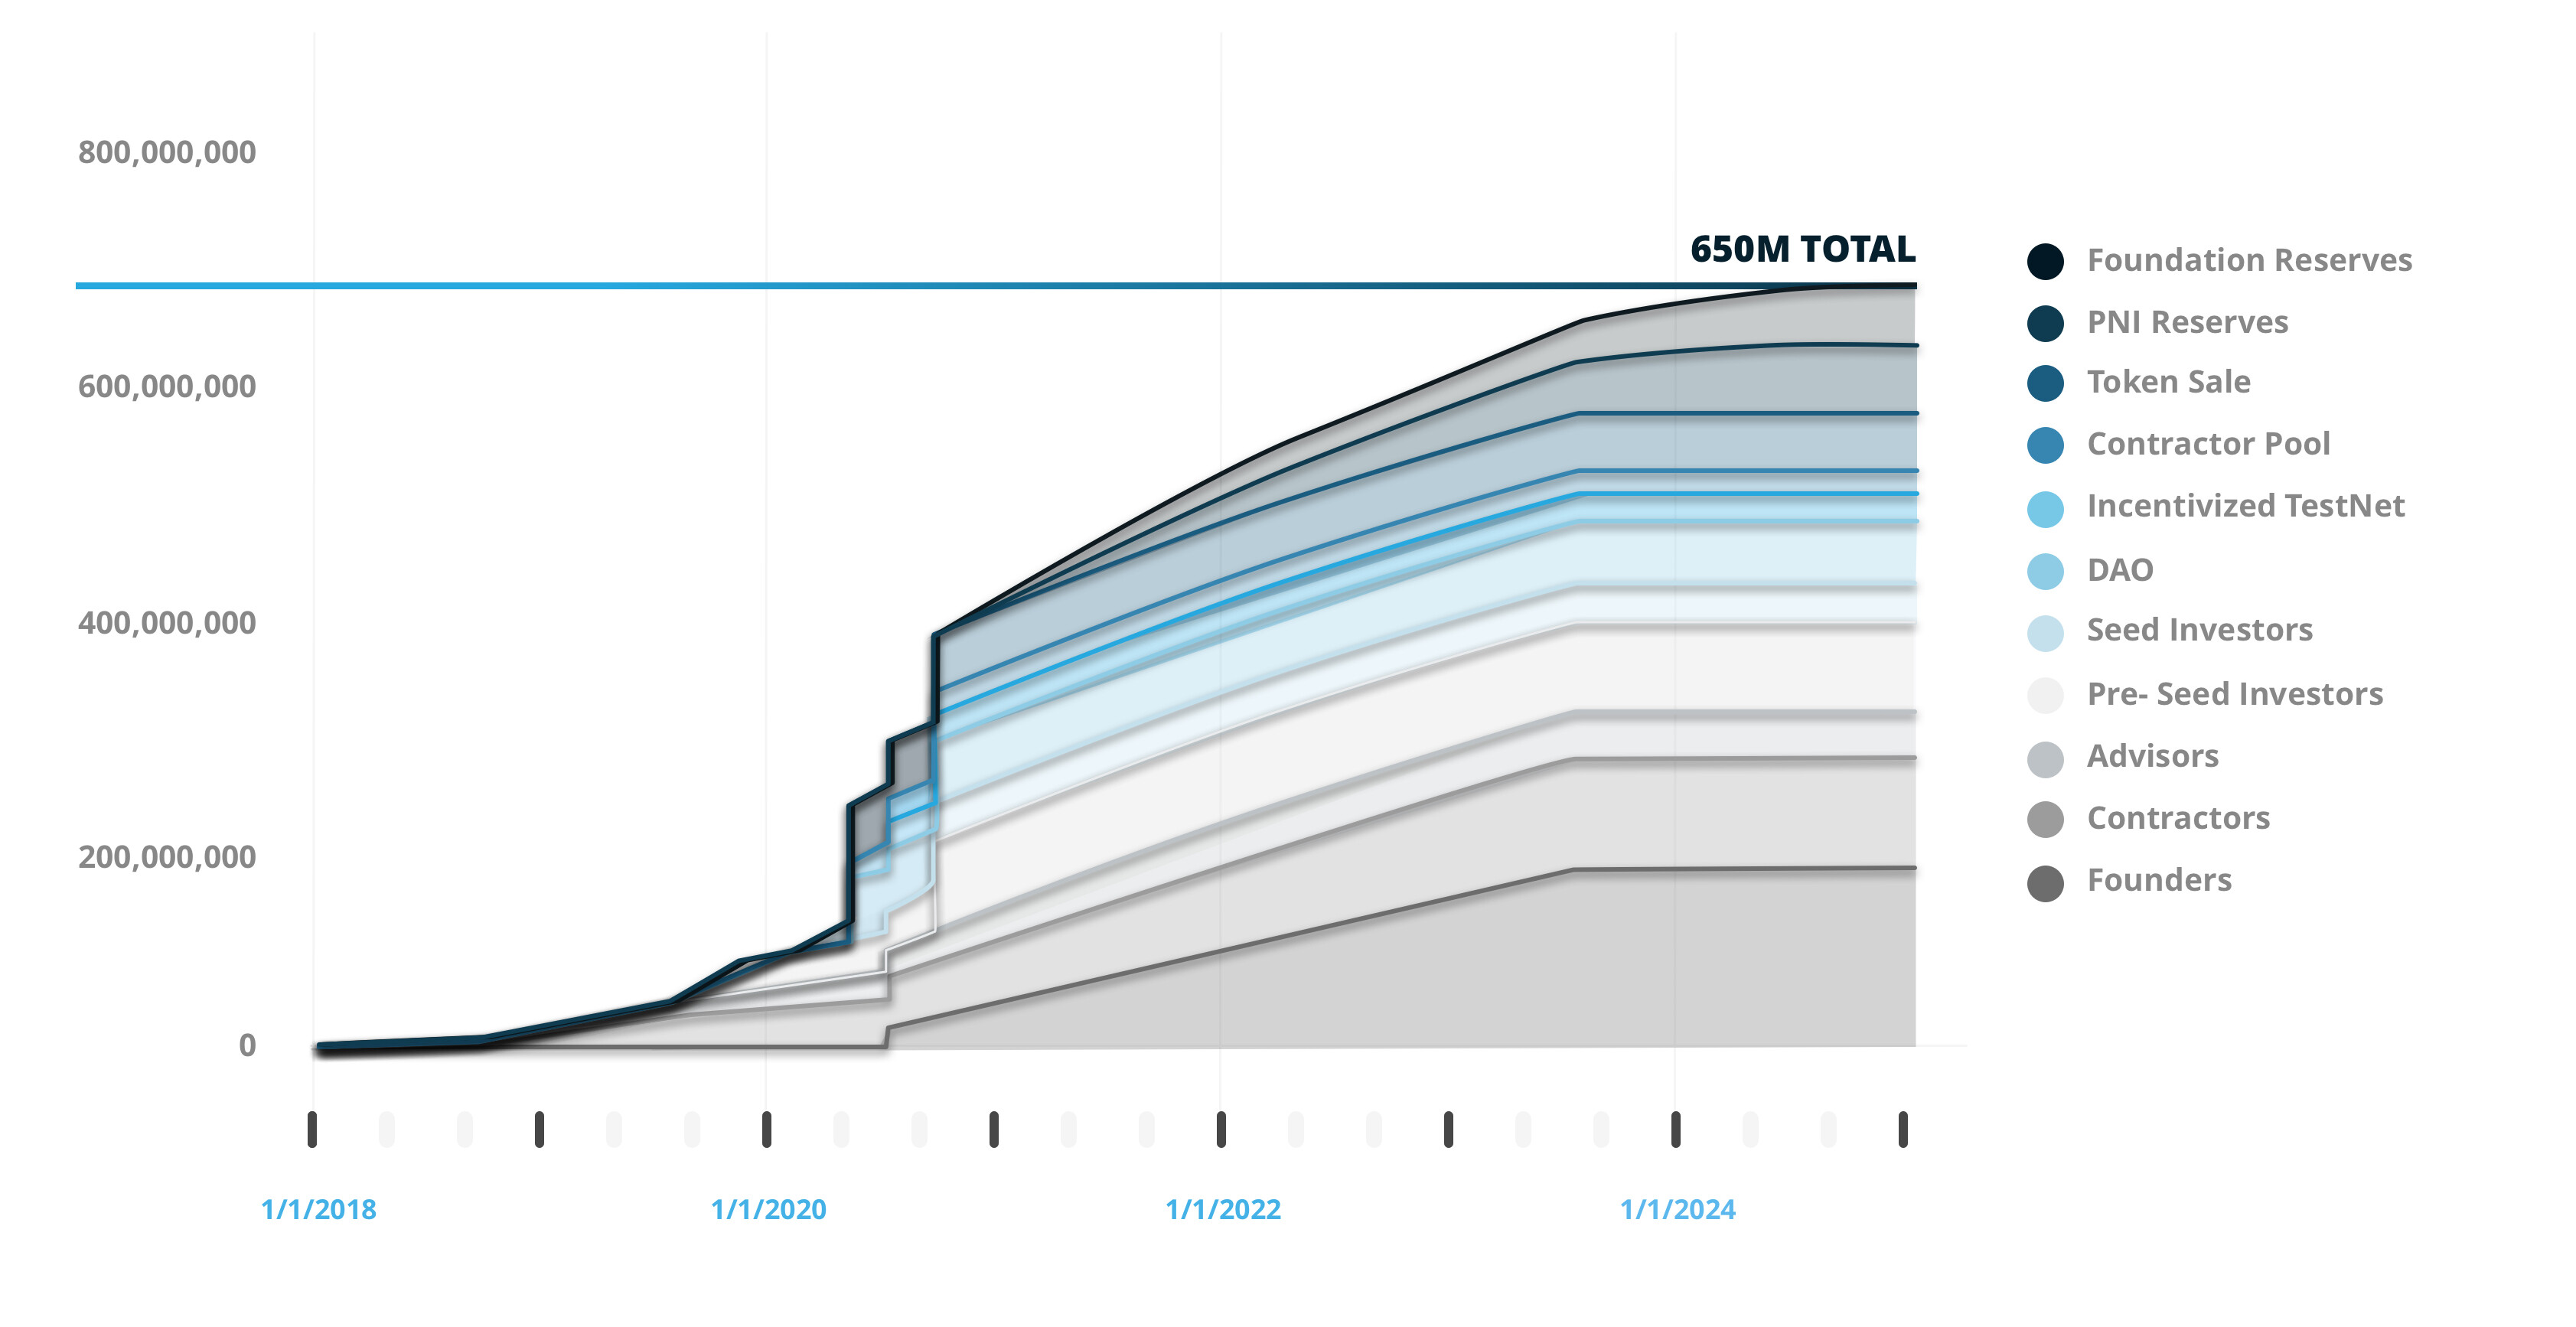 800,000,000
650M TOTAL
600,000,000
400,000,000
200,000,000
0
1/1/2018
1/1/2020
1/1/2022
1/1/2024
Foundation Reserves
PNI Reserves
Token Sale
Contractor Pool
Incentivized TestNet
DAO
Seed Investors
Pre- Seed Investors
Advisors
Contractors
Founders